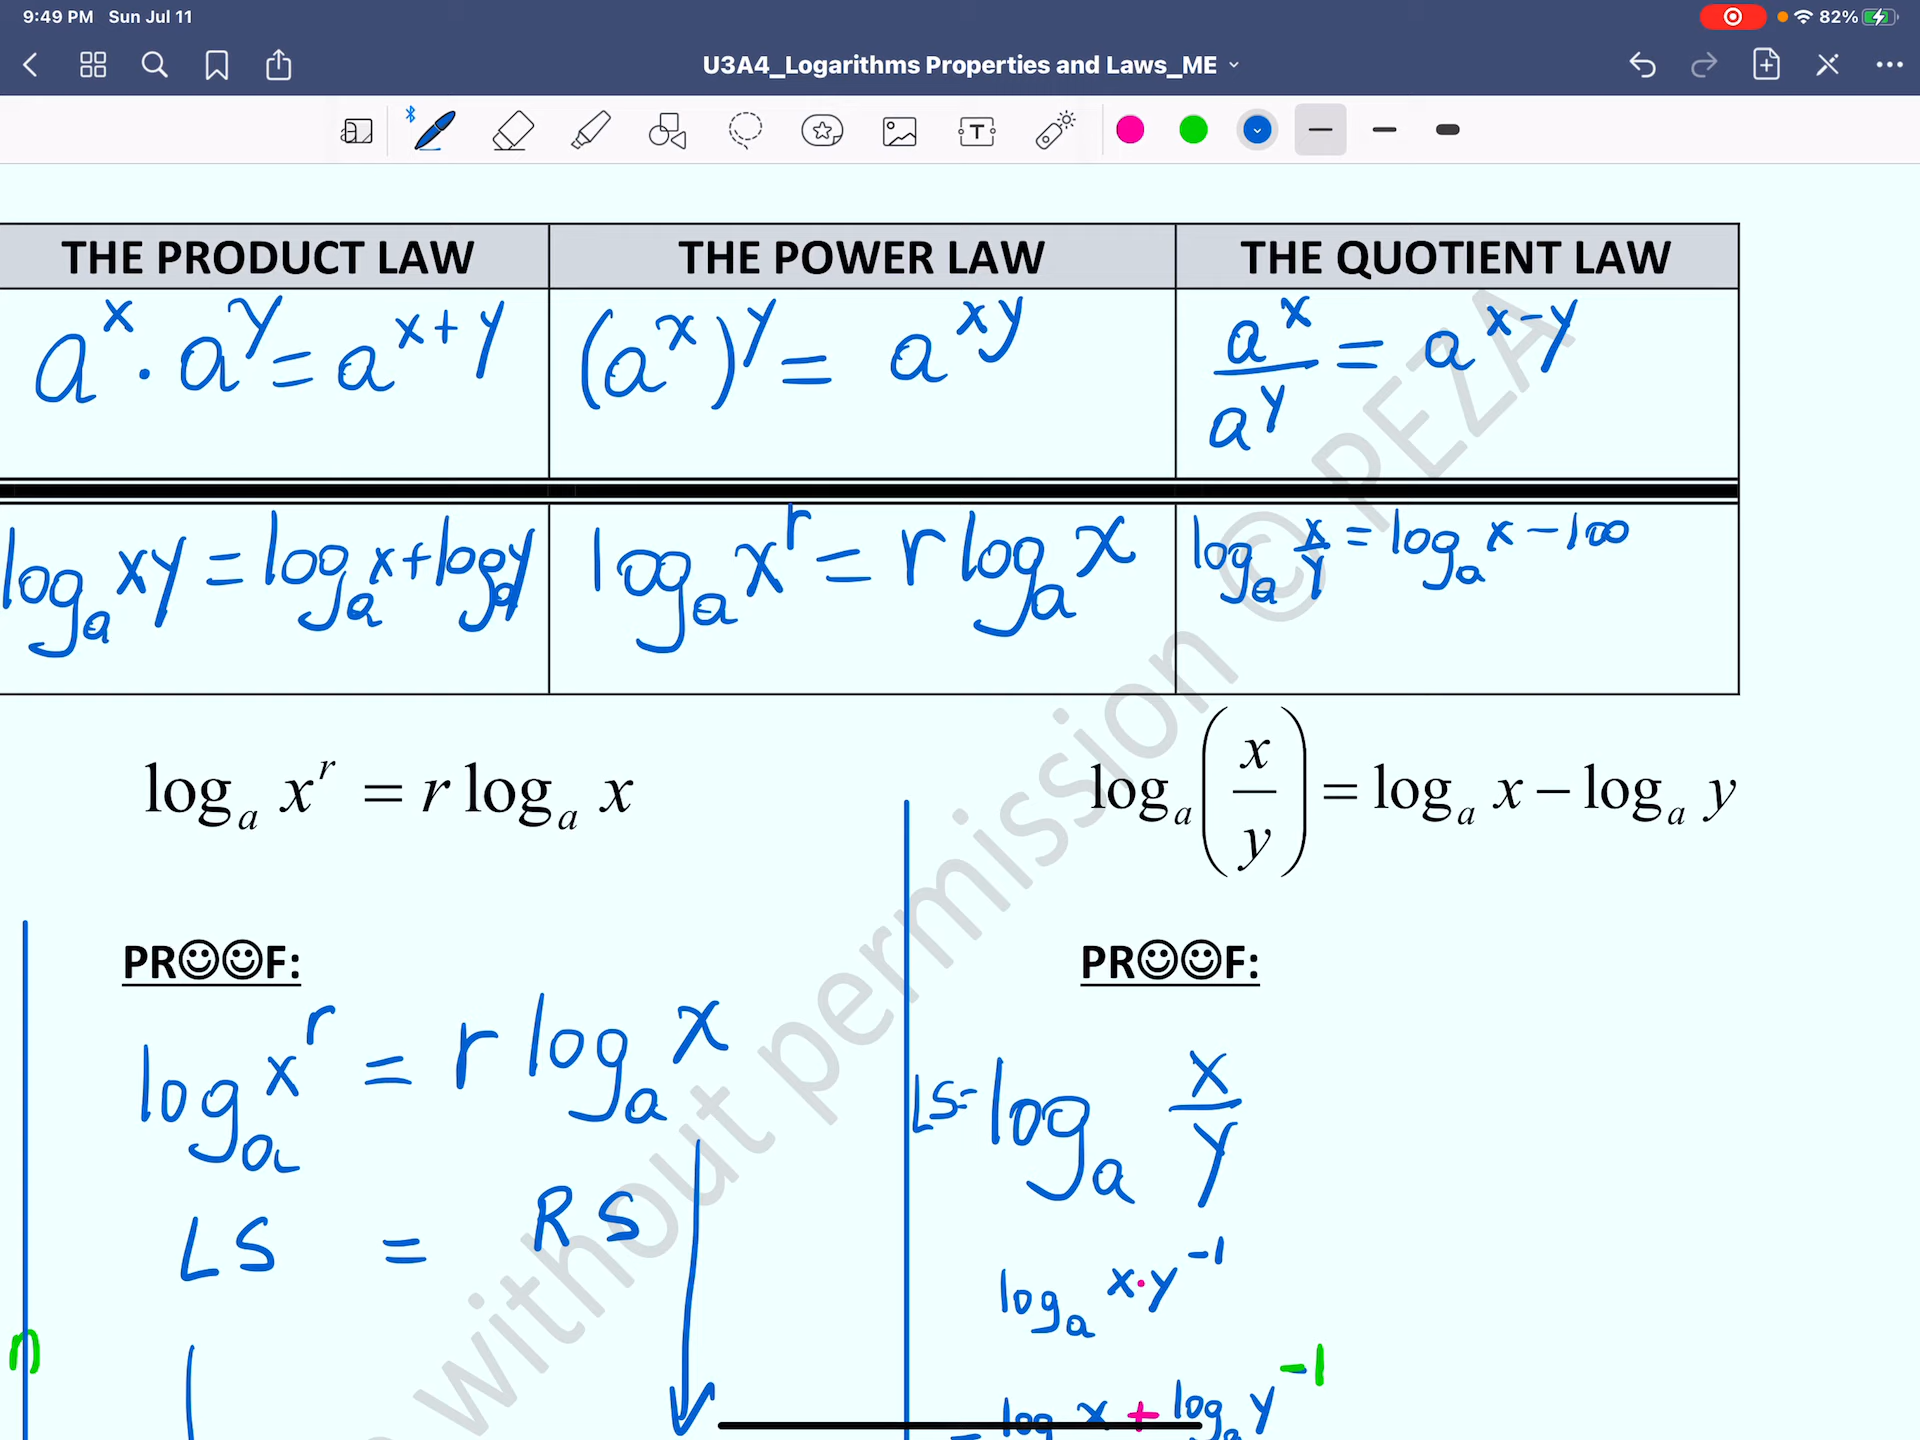 9:49 PM Sun Jul 11 82%
U3A4_Logarithms Properties and Laws_ME
THE PRODUCT LAW THE POWER LAW THE QUOTIENT LAW
a^x · a^y = a^(x+y) (a^x)^y = a^(xy) a^x/a^y = a^(x-y)
log_a xy = log_a x + log_a y log_a x^r = r log_a x log_a x/y = log_a x - loo
log_a x^r = r log_a x log_a (x/y) = log_a x − log_a y
PR☺☺F: PR☺☺F:
log_a x^r = r log_a x LS = log_a x/y
LS = RS
log_a x·y^-1
n
= log x + log_a y^-1
without permission © PEZA